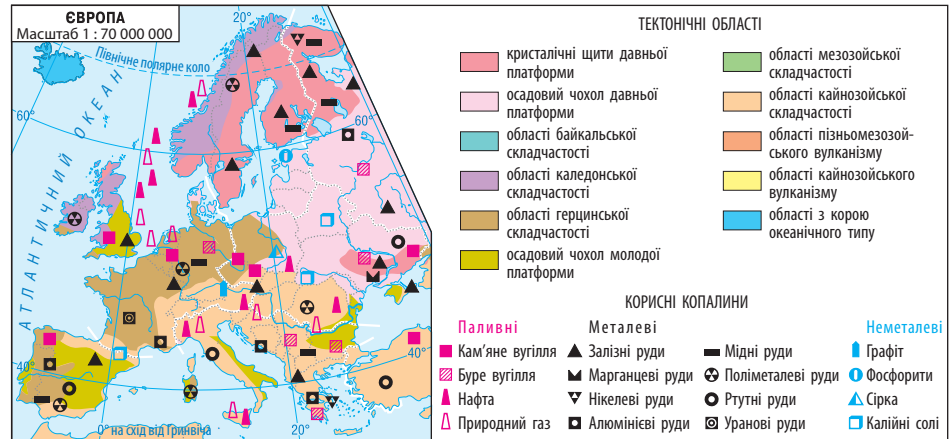 ЄВРОПА
Масштаб 1 : 70 000 000
20°
0°
Північне полярне коло
60°
60°
АТЛАНТИЧНИЙ
ОКЕАН
40°
40°
0°
на схід від Гринвіча
20°
ТЕКТОНІЧНІ ОБЛАСТІ
кристалічні щити давньої
платформи
осадовий чохол давньої
платформи
області байкальської
складчастості
області каледонської
складчастості
області герцинської
складчастості
осадовий чохол молодої
платформи
області мезозойської
складчастості
області кайнозойської
складчастості
області пізньомезозой-
ського вулканізму
області кайнозойського
вулканізму
області з корою
океанічного типу
КОРИСНІ КОПАЛИНИ
Паливні
Кам'яне вугілля
Буре вугілля
Нафта
Природний газ
Металеві
Залізні руди
Марганцеві руди
Нікелеві руди
Алюмінієві руди
Мідні руди
Поліметалеві руди
Ртутні руди
Уранові руди
Неметалеві
Графіт
Фосфорити
Сірка
Калійні солі